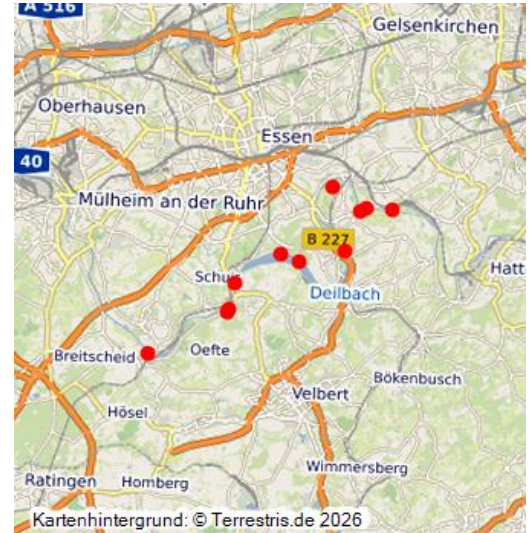 A 516
Gelsenkirchen
Oberhausen
Essen
40
Mülheim an der Ruhr
B 227
Hatt
Schuir
Deilbach
Breitscheid
Oefte
Bökenbusch
Velbert
Hösel
Wimmersberg
Ratingen
Homberg
Kartenhintergrund: © Terrestris.de 2026